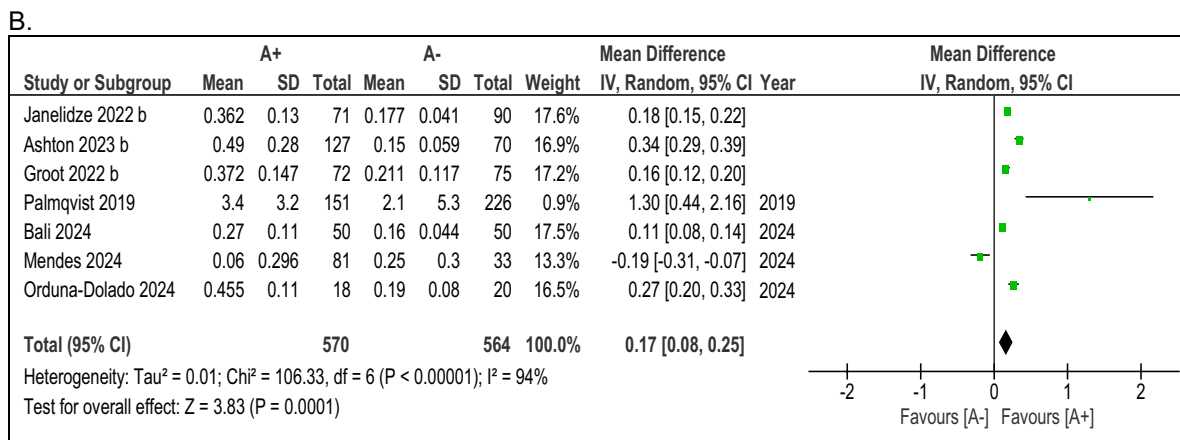 B.
A+ A- Mean Difference Mean Difference
Study or Subgroup Mean SD Total Mean SD Total Weight IV, Random, 95% CI Year IV, Random, 95% CI
Janelidze 2022 b 0.362 0.13 71 0.177 0.041 90 17.6% 0.18 [0.15, 0.22]
Ashton 2023 b 0.49 0.28 127 0.15 0.059 70 16.9% 0.34 [0.29, 0.39]
Groot 2022 b 0.372 0.147 72 0.211 0.117 75 17.2% 0.16 [0.12, 0.20]
Palmqvist 2019 3.4 3.2 151 2.1 5.3 226 0.9% 1.30 [0.44, 2.16] 2019
Bali 2024 0.27 0.11 50 0.16 0.044 50 17.5% 0.11 [0.08, 0.14] 2024
Mendes 2024 0.06 0.296 81 0.25 0.3 33 13.3% -0.19 [-0.31, -0.07] 2024
Orduna-Dolado 2024 0.455 0.11 18 0.19 0.08 20 16.5% 0.27 [0.20, 0.33] 2024
Total (95% CI) 570 564 100.0% 0.17 [0.08, 0.25]
Heterogeneity: Tau² = 0.01; Chi² = 106.33, df = 6 (P < 0.00001); I² = 94%
Test for overall effect: Z = 3.83 (P = 0.0001)
-2 -1 0 1 2
Favours [A-] Favours [A+]